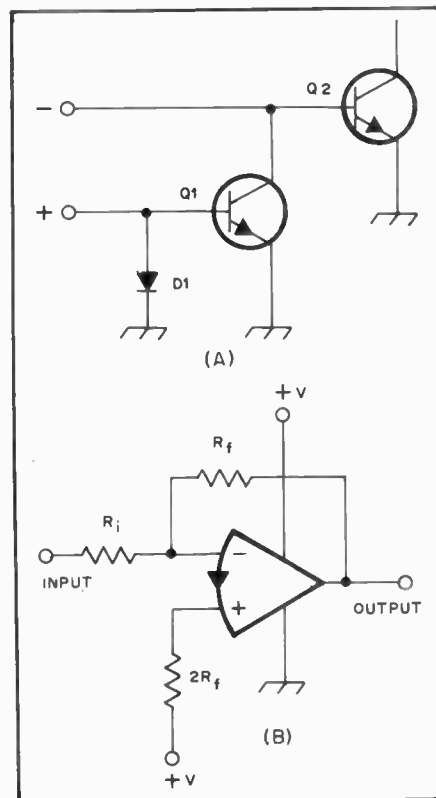 Q2
−
Q1
+
D1
(A)
+V
Rf
Ri
−
INPUT
+
OUTPUT
2Rf
(B)
+V